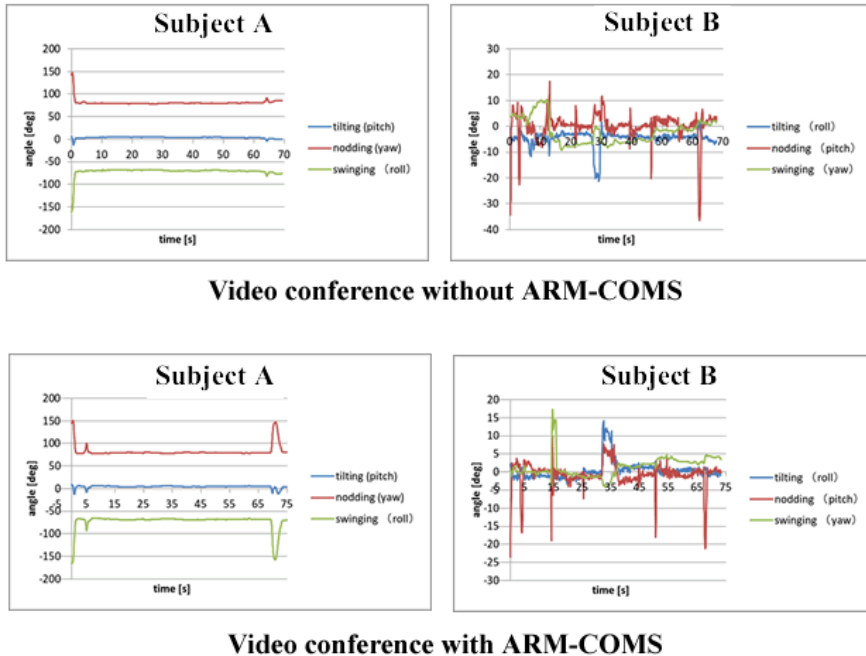 Subject A
200
150
100
50
0
-50
-100
-150
-200
0 10 20 30 40 50 60 70
angle [deg]
time [s]
tilting (pitch)
nodding (yaw)
swinging (roll)
Subject B
30
20
10
0
-10
-20
-30
-40
0 10 20 30 40 50 60 70
angle [deg]
time [s]
tilting (roll)
nodding (pitch)
swinging (yaw)
Video conference without ARM-COMS
Subject A
200
150
100
50
0
-50
-100
-150
-200
-5 5 15 25 35 45 55 65 75
angle [deg]
time [s]
tilting (pitch)
nodding (yaw)
swinging (roll)
Subject B
20
15
10
5
0
-5
-10
-15
-20
-25
-30
5 15 25 35 45 55 65 75
angle [deg]
time [s]
tilting (roll)
nodding (pitch)
swinging (yaw)
Video conference with ARM-COMS